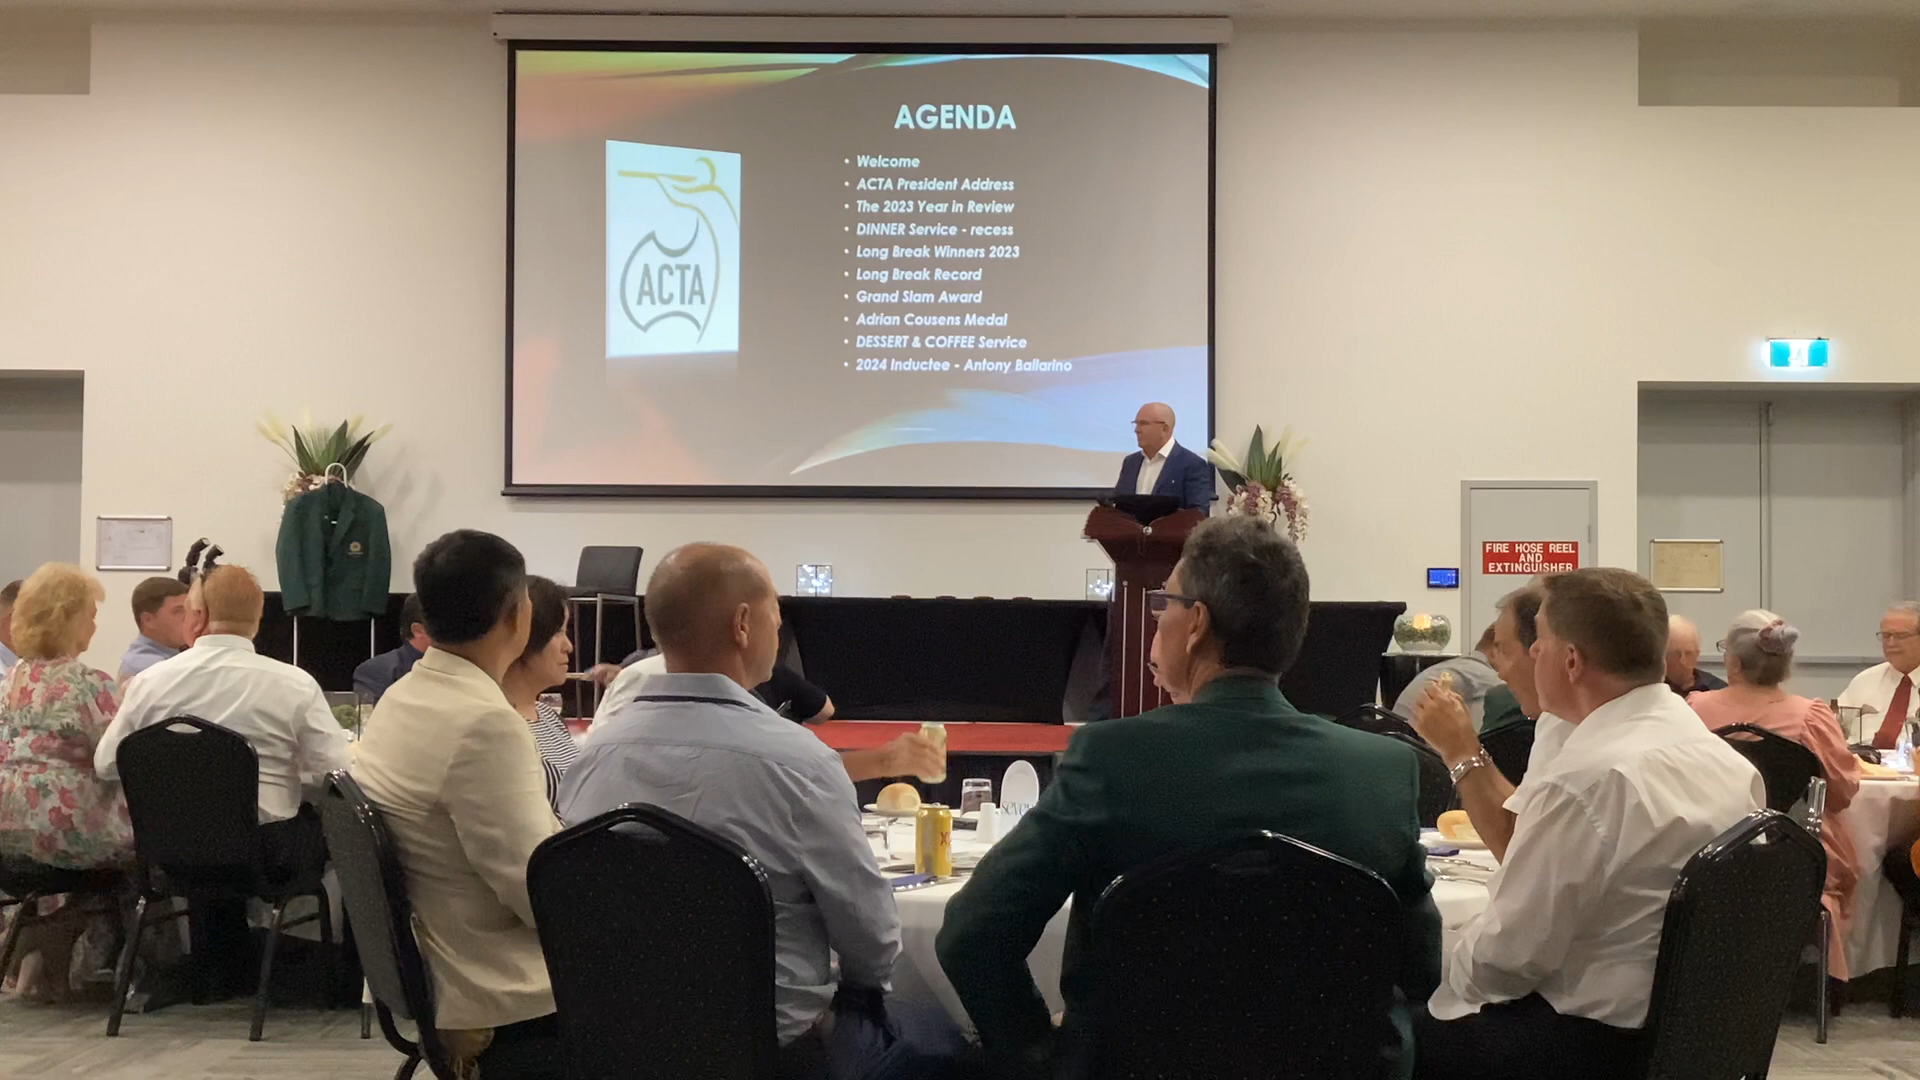 AGENDA
• Welcome
• ACTA President Address
• The 2023 Year in Review
• DINNER Service - recess
• Long Break Winners 2023
• Long Break Record
• Grand Slam Award
• Adrian Cousens Medal
• DESSERT & COFFEE Service
• 2024 Inductee - Antony Ballarino
ACTA
FIRE HOSE REEL
AND
EXTINGUISHER
seven